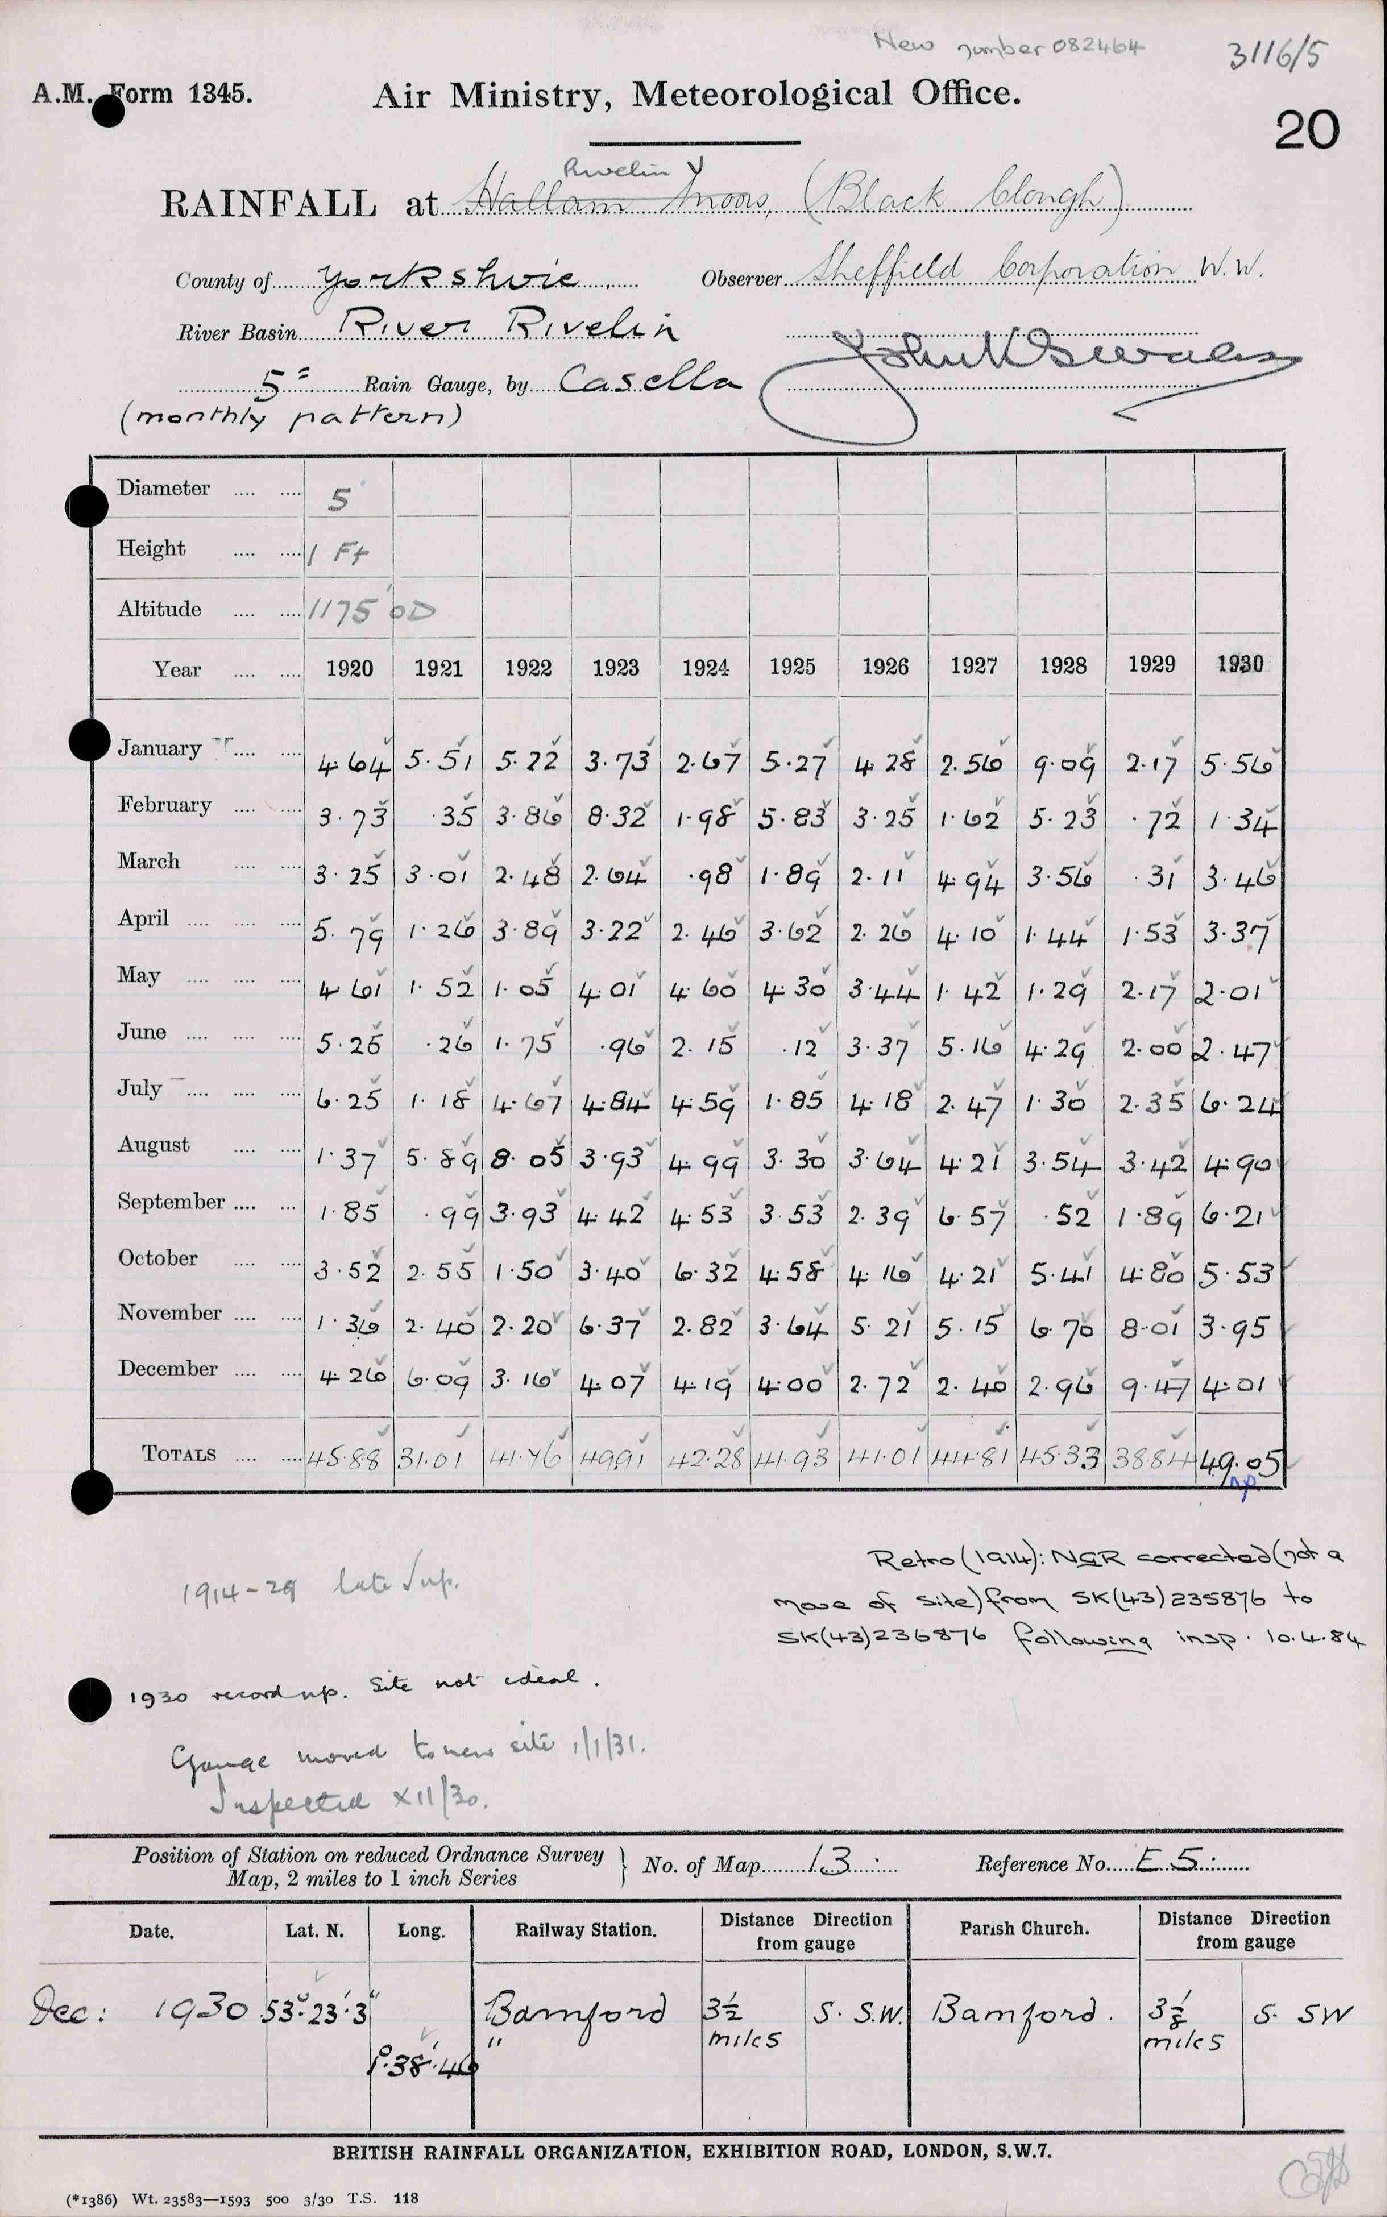 New number 082464
3116/5
A.M. Form 1345.
Air Ministry, Meteorological Office.
20
Rivelin
RAINFALL at Hallam Moors, (Black Clough)
County of Yorkshire Observer Sheffield Corporation W.W.
River Basin River Rivelin
5" Rain Gauge, by Casella
(monthly pattern)
Diameter 5
Height 1 Ft
Altitude 1175' OD
Year 1920 1921 1922 1923 1924 1925 1926 1927 1928 1929 1930
January 4.64 5.51 5.22 3.73 2.67 5.27 4.28 2.56 9.09 2.17 5.56
February 3.73 .35 3.86 8.32 1.98 5.83 3.25 1.62 5.23 .72 1.34
March 3.25 3.01 2.48 2.64 .98 1.89 2.11 4.94 3.56 .31 3.46
April 5.79 1.26 3.89 3.22 2.46 3.62 2.26 4.10 1.44 1.53 3.37
May 4.61 1.52 1.05 4.01 4.60 4.30 3.44 1.42 1.29 2.17 2.01
June 5.25 .26 1.75 .96 2.15 .12 3.37 5.16 4.29 2.00 2.47
July 6.25 1.18 4.67 4.84 4.59 1.85 4.18 2.47 1.30 2.35 6.24
August 1.37 5.89 8.05 3.93 4.99 3.30 3.64 4.21 3.54 3.42 4.90
September 1.85 .99 3.93 4.42 4.53 3.53 2.39 6.57 .52 1.89 6.21
October 3.52 2.55 1.50 3.40 6.32 4.58 4.16 4.21 5.41 4.80 5.53
November 1.36 2.40 2.20 6.37 2.82 3.64 5.21 5.15 6.70 8.01 3.95
December 4.26 6.09 3.16 4.07 4.19 4.00 2.72 2.40 2.96 9.47 4.01
TOTALS 45.88 31.01 41.76 49.91 42.28 41.93 41.01 44.81 45.33 38.84 49.05
np.
1914-29 late
Retro (1914): NGR corrected (not a
move of site) from SK(43)235876 to
SK(43)236876 following insp. 10.4.84
1930 record np. Site not ideal.
Gauge moved to new site 1/1/31.
Inspected XII/30.
Position of Station on reduced Ordnance Survey
Map, 2 miles to 1 inch Series
No. of Map 13
Reference No. E5
Date. Lat. N. Long. Railway Station. Distance Direction from gauge Parish Church. Distance Direction from gauge
Dec: 1930 53°.23'.3" Bamford 3½ miles S. S.W. Bamford. 3⅛ miles S. SW
1°.38'.46"
BRITISH RAINFALL ORGANIZATION, EXHIBITION ROAD, LONDON, S.W.7.
(*1386) Wt. 23583—1593 500 3/30 T.S. 118